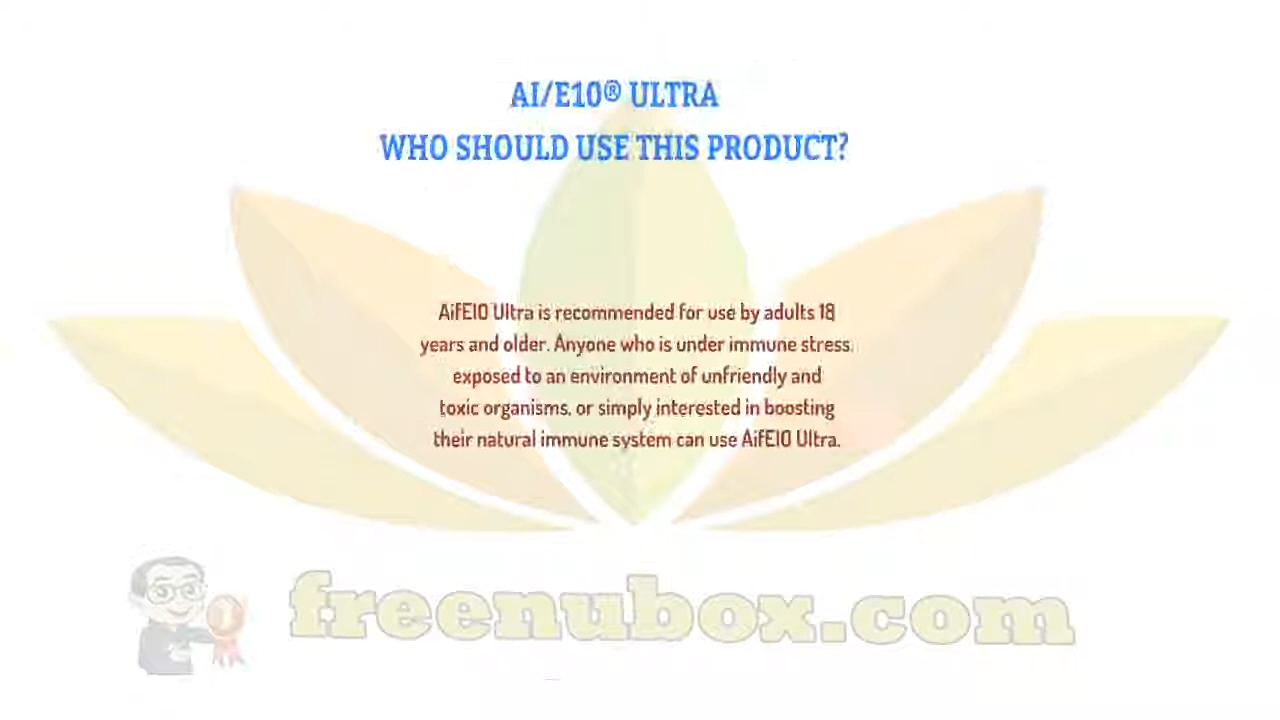 AI/E10® ULTRA
WHO SHOULD USE THIS PRODUCT?
AifE10 Ultra is recommended for use by adults 18
years and older. Anyone who is under immune stress,
exposed to an environment of unfriendly and
toxic organisms, or simply interested in boosting
their natural immune system can use AifE10 Ultra.
1
freenubox.com